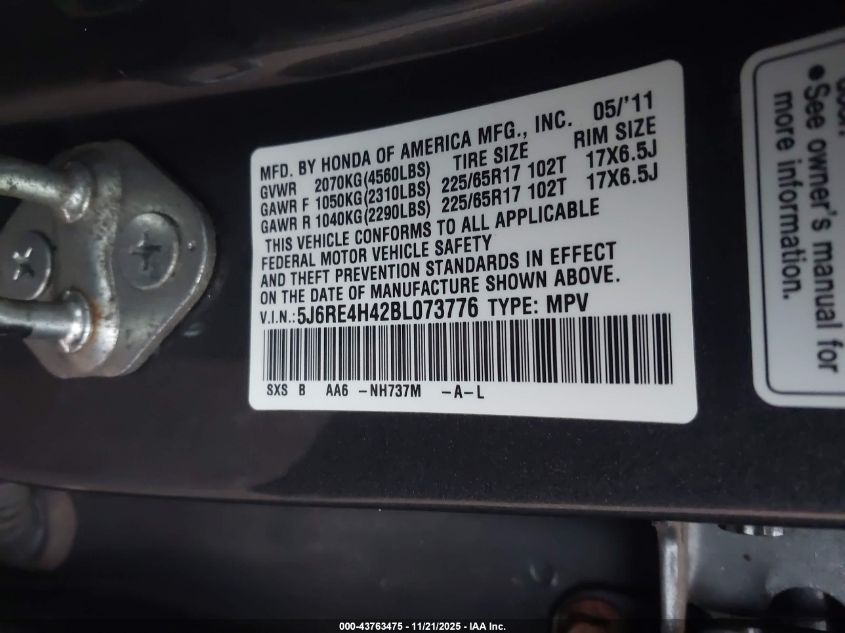 MFD. BY HONDA OF AMERICA MFG., INC. 05/'11
GVWR 2070KG(4560LBS) TIRE SIZE RIM SIZE
GAWR F 1050KG(2310LBS) 225/65R17 102T 17X6.5J
GAWR R 1040KG(2290LBS) 225/65R17 102T 17X6.5J
THIS VEHICLE CONFORMS TO ALL APPLICABLE
FEDERAL MOTOR VEHICLE SAFETY
AND THEFT PREVENTION STANDARDS IN EFFECT
ON THE DATE OF MANUFACTURE SHOWN ABOVE.
V.I.N.: 5J6RE4H42BL073776 TYPE: MPV
SXS B AA6 -NH737M -A-L
•See owner's manual for
more information.
000-43763475 - 11/21/2025 - IAA Inc.